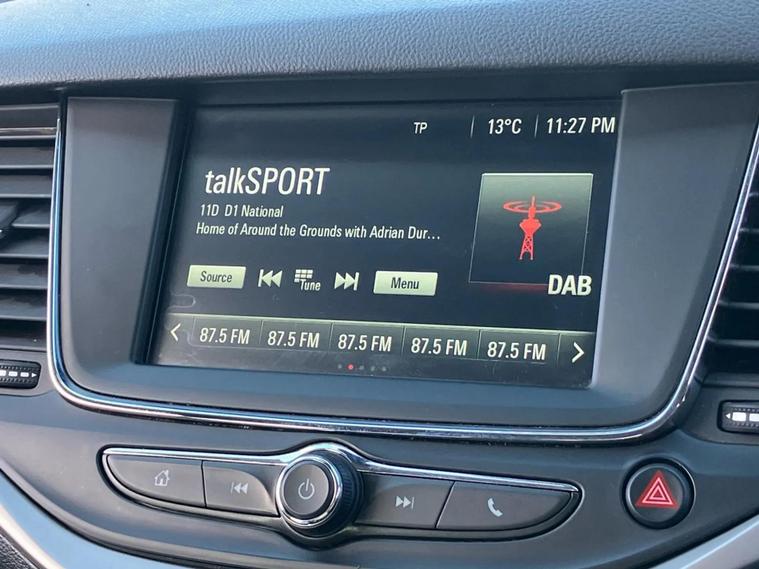 TP 13°C 11:27 PM
talkSPORT
11D D1 National
Home of Around the Grounds with Adrian Dur...
DAB
Source Tune Menu
87.5 FM 87.5 FM 87.5 FM 87.5 FM 87.5 FM